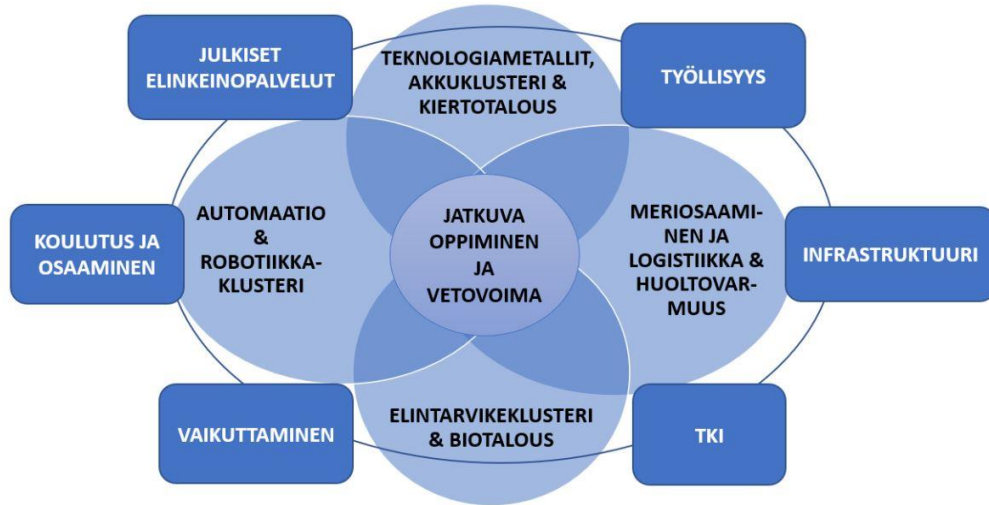 JULKISET
ELINKEINOPALVELUT
TEKNOLOGIAMETALLIT,
AKKUKLUSTERI &
KIERTOTALOUS
TYÖLLISYYS
KOULUTUS JA
OSAAMINEN
AUTOMAATIO
&
ROBOTIIKKA-
KLUSTERI
JATKUVA
OPPIMINEN
JA
VETOVOIMA
MERIOSAAMI-
NEN JA
LOGISTIIKKA &
HUOLTOVAR-
MUUS
INFRASTRUKTUURI
VAIKUTTAMINEN
ELINTARVIKEKLUSTERI
& BIOTALOUS
TKI